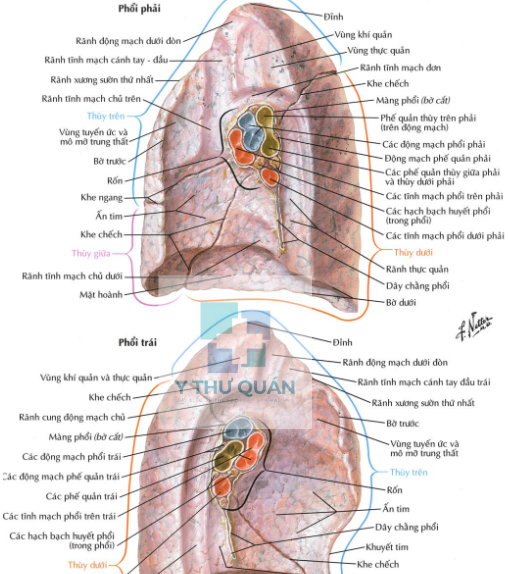 Phổi phải
Đỉnh
Rãnh động mạch dưới đòn
Vùng khí quản
Vùng thực quản
Rãnh tĩnh mạch cánh tay - đầu
Rãnh tĩnh mạch đơn
Rãnh xương sườn thứ nhất
Khe chếch
Rãnh tĩnh mạch chủ trên
Màng phổi (bờ cắt)
Thùy trên
Phế quản thùy trên phải
(trên động mạch)
Vùng tuyến ức và
mô mỡ trung thất
Các động mạch phổi phải
Bờ trước
Động mạch phế quản phải
Rốn
Các phế quản thùy giữa phải
và thùy dưới phải
Khe ngang
Các tĩnh mạch phổi trên phải
Ấn tim
Các hạch bạch huyết phổi
(trong phổi)
Khe chếch
Các tĩnh mạch phổi dưới phải
Thùy giữa
Thùy dưới
Rãnh tĩnh mạch chủ dưới
Rãnh thực quản
Mặt hoành
Dây chằng phổi
Bờ dưới
F. Netter
M.D.
Phổi trái
Đỉnh
Rãnh động mạch dưới đòn
Vùng khí quản và thực quản
Rãnh tĩnh mạch cánh tay đầu trái
Y THƯ QUÁN
Khe chếch
Rãnh xương sườn thứ nhất
Rãnh cung động mạch chủ
Bờ trước
Màng phổi (bờ cắt)
Vùng tuyến ức và
mô mỡ trung thất
Các động mạch phổi trái
Thùy trên
Các động mạch phế quản trái
Rốn
Các phế quản trái
Ấn tim
Các tĩnh mạch phổi trên trái
Dây chằng phổi
Các hạch bạch huyết phổi
(trong phổi)
Khuyết tim
Thùy dưới
Khe chếch